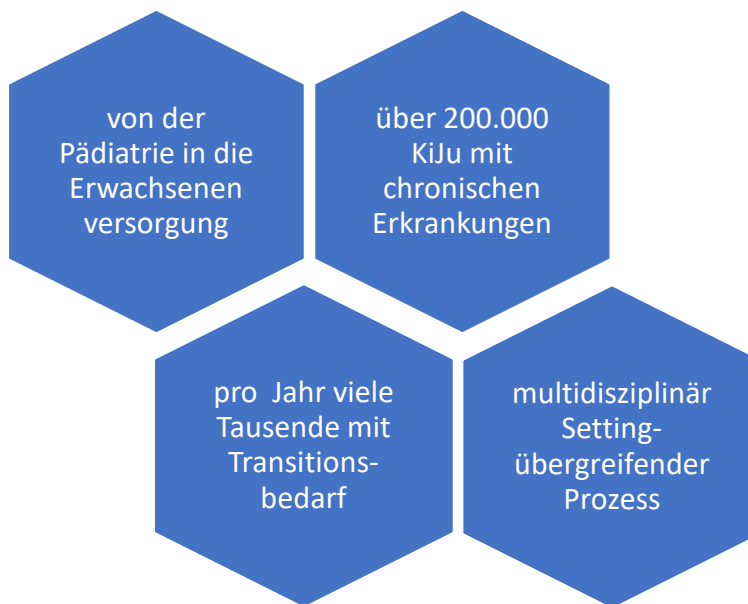 von der
Pädiatrie in die
Erwachsenen
versorgung
über 200.000
KiJu mit
chronischen
Erkrankungen
pro  Jahr viele
Tausende mit
Transitions-
bedarf
multidisziplinär
Setting-
übergreifender
Prozess